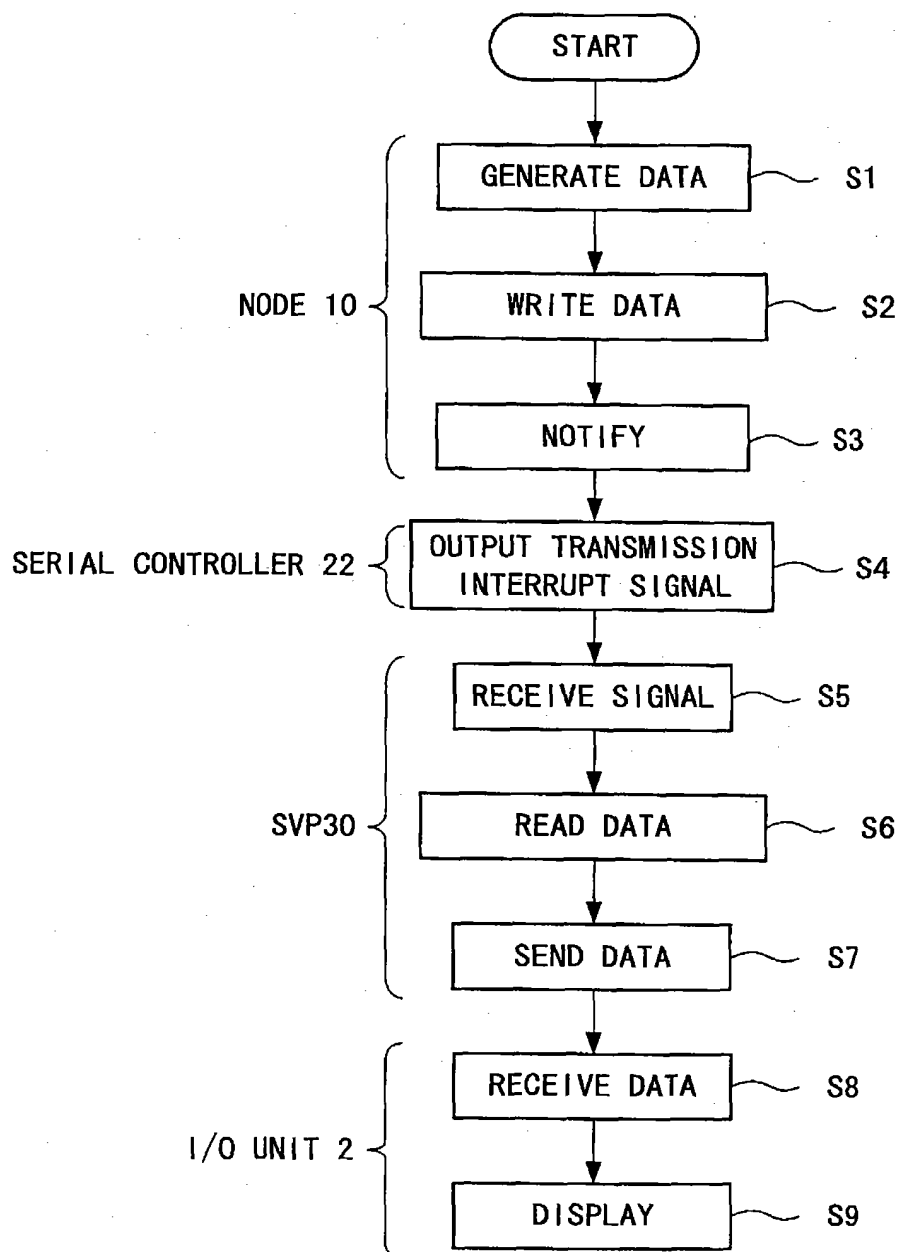 START
GENERATE DATA
S1
NODE 10
WRITE DATA
S2
NOTIFY
S3
SERIAL CONTROLLER 22
OUTPUT TRANSMISSION
INTERRUPT SIGNAL
S4
RECEIVE SIGNAL
S5
SVP30
READ DATA
S6
SEND DATA
S7
RECEIVE DATA
S8
I/O UNIT 2
DISPLAY
S9